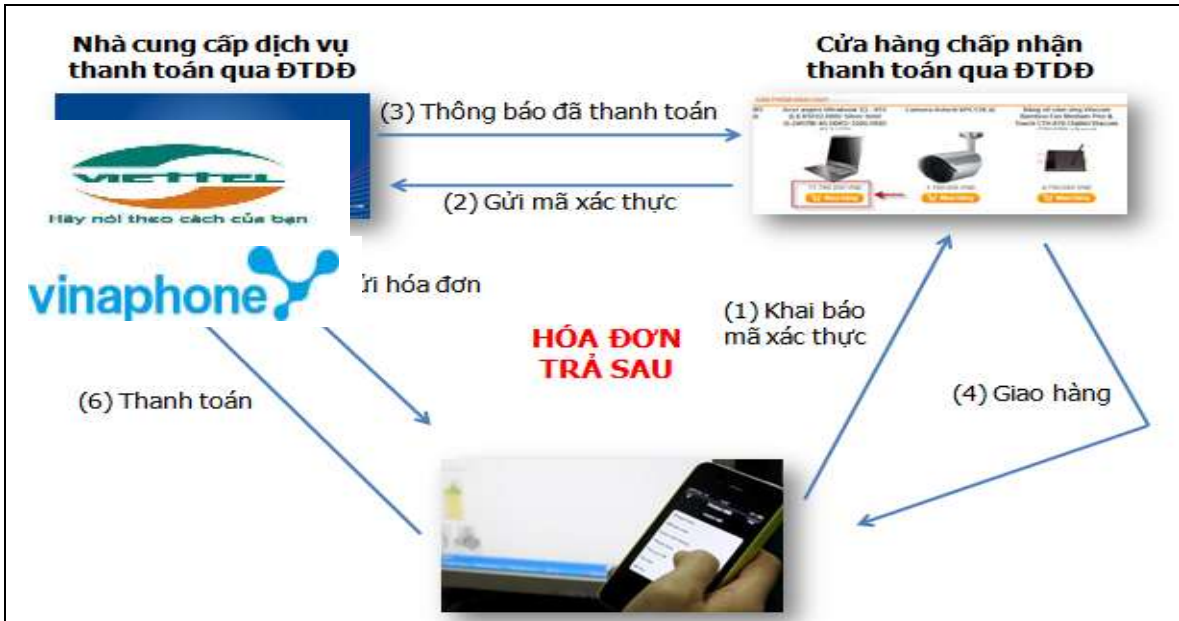 Nhà cung cấp dịch vụ
thanh toán qua ĐTDĐ
Cửa hàng chấp nhận
thanh toán qua ĐTDĐ
(3) Thông báo đã thanh toán
(2) Gửi mã xác thực
VIETTEL
Hãy nói theo cách của bạn
vinaphone
ửi hóa đơn
(1) Khai báo
mã xác thực
HÓA ĐƠN
TRẢ SAU
(6) Thanh toán
(4) Giao hàng